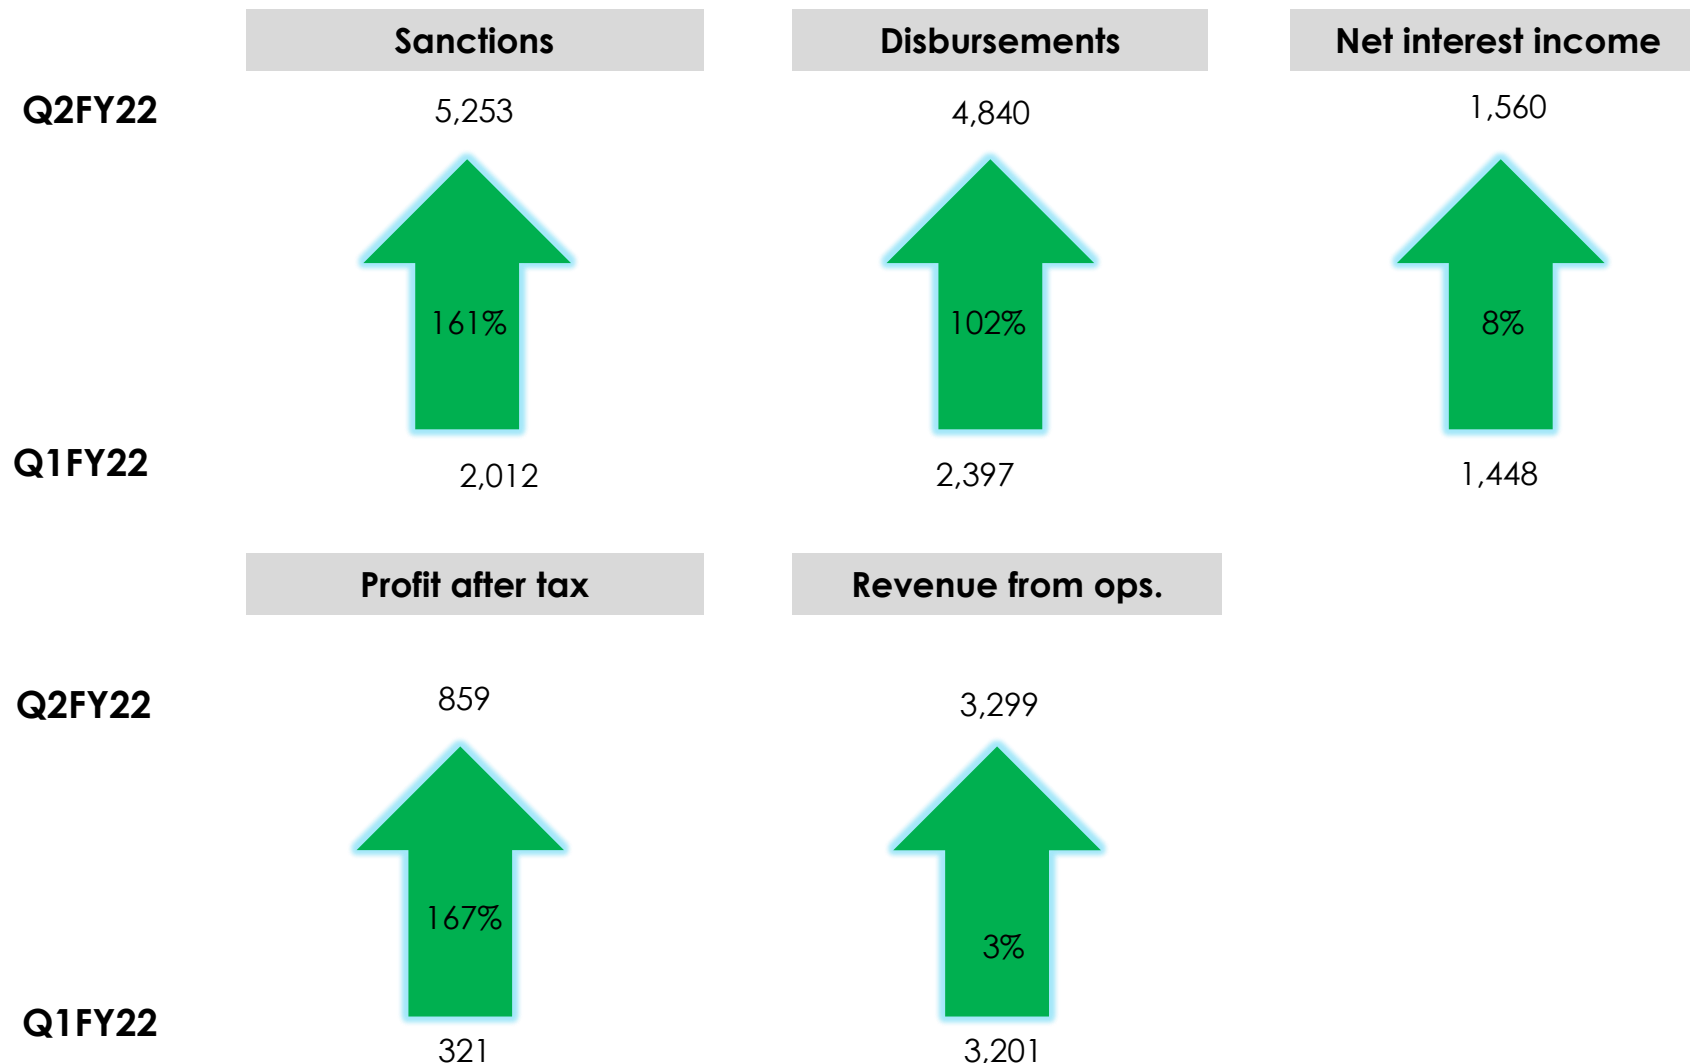 Sanctions
Disbursements
Net interest income
Q2FY22
5,253
4,840
1,560
161%
102%
8%
Q1FY22
2,012
2,397
1,448
Profit after tax
Revenue from ops.
Q2FY22
859
3,299
167%
3%
Q1FY22
321
3,201